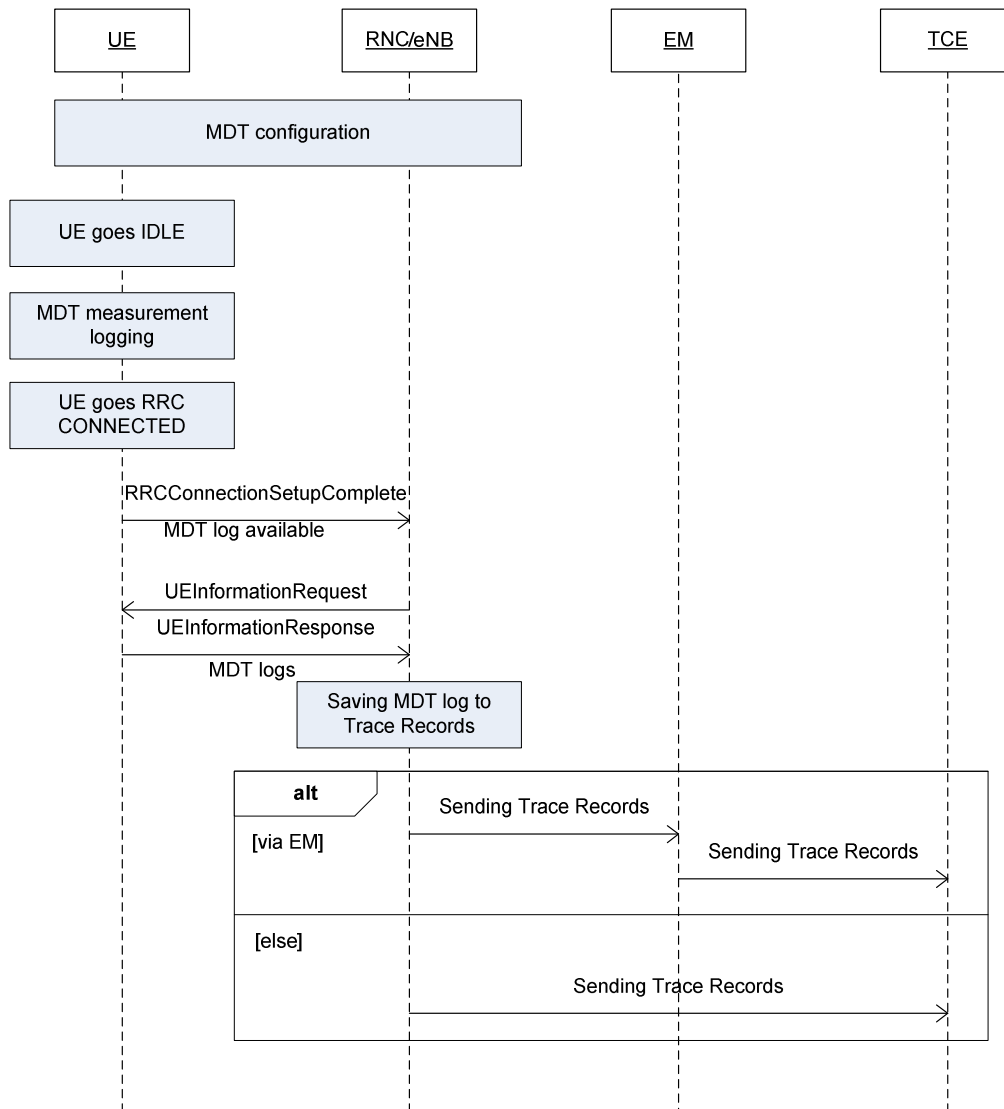 UE
RNC/eNB
EM
TCE
MDT configuration
UE goes IDLE
MDT measurement
logging
UE goes RRC
CONNECTED
RRCConnectionSetupComplete
MDT log available
UEInformationRequest
UEInformationResponse
MDT logs
Saving MDT log to
Trace Records
alt
Sending Trace Records
[via EM]
Sending Trace Records
[else]
Sending Trace Records